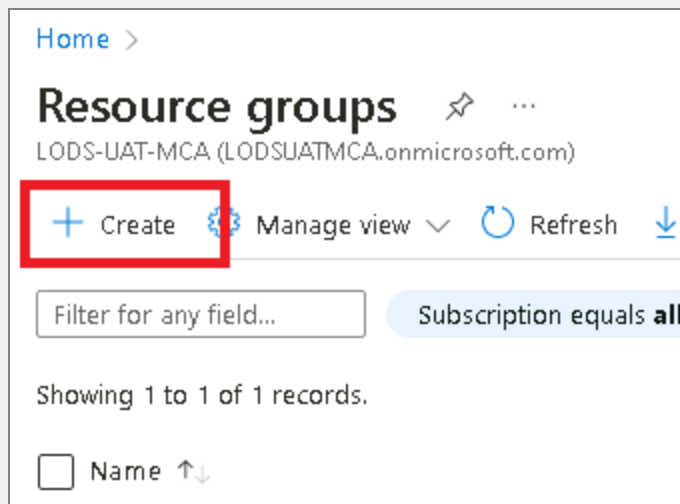 Home >
Resource groups ...
LODS-UAT-MCA (LODSUATMCA.onmicrosoft.com)
+ Create Manage view Refresh
Filter for any field... Subscription equals all
Showing 1 to 1 of 1 records.
Name ↑↓